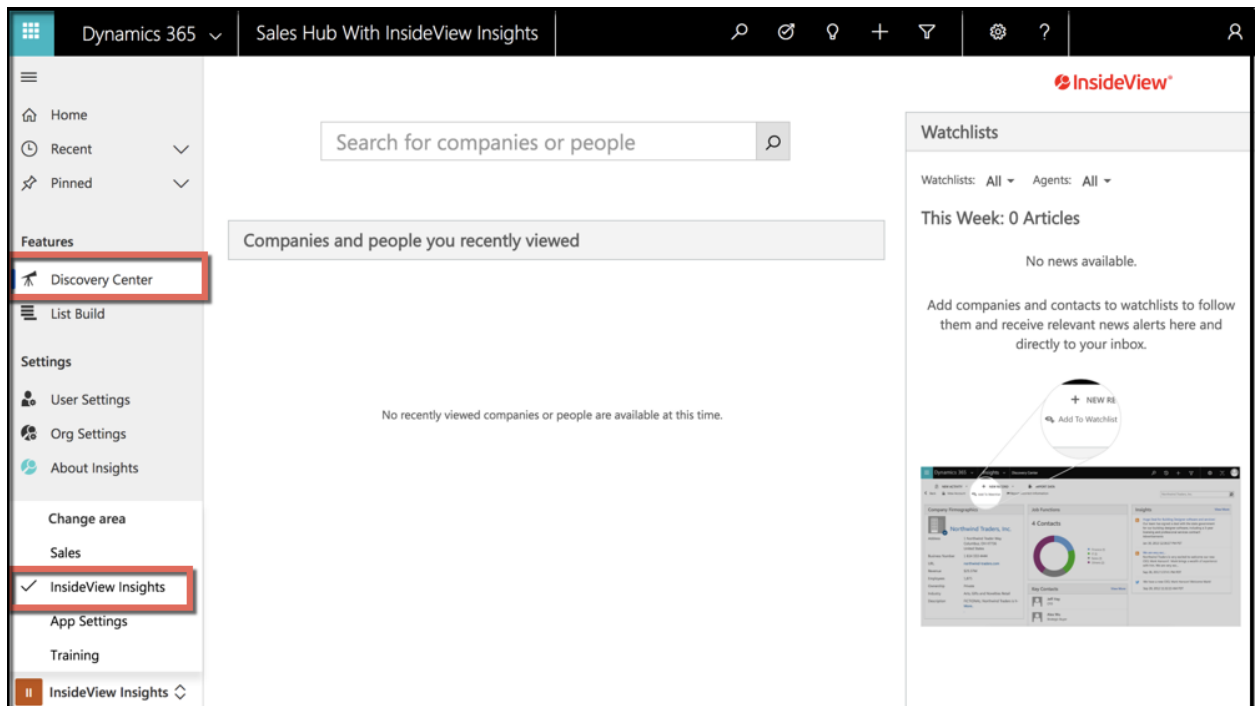 Dynamics 365
Sales Hub With InsideView Insights
?
Home
Recent
Pinned
Features
Discovery Center
List Build
Settings
User Settings
Org Settings
About Insights
Change area
Sales
InsideView Insights
App Settings
Training
II InsideView Insights
Search for companies or people
Companies and people you recently viewed
No recently viewed companies or people are available at this time.
InsideView
Watchlists
Watchlists: All Agents: All
This Week: 0 Articles
No news available.
Add companies and contacts to watchlists to follow
them and receive relevant news alerts here and
directly to your inbox.
NEW RE
Add To Watchlist
Dynamics 365 Insights
Company Firmographics
Northwind Traders, Inc.
Job Functions
4 Contacts
Key Contacts
Insights